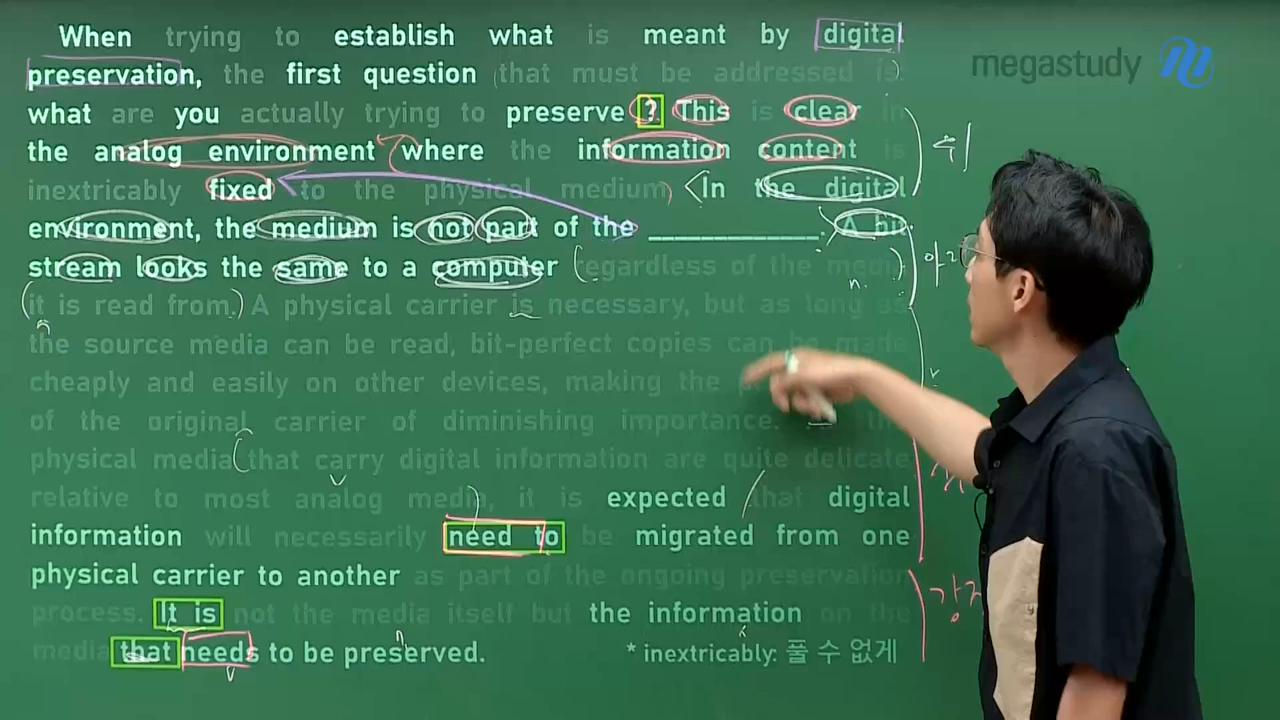 When trying to establish what is meant by digital
megastudy
preservation, the first question that must be addressed is
what are you actually trying to preserve? This is clear in
the analog environment where the information content is
inextricably fixed to the physical medium. In the digital
environment, the medium is not part of the ____________. A bit
stream looks the same to a computer regardless of the media
it is read from. A physical carrier is necessary, but as long as
the source media can be read, bit-perfect copies can be made
cheaply and easily on other devices, making the
of the original carrier of diminishing importance. the
physical media that carry digital information are quite delicate
relative to most analog media, it is expected that digital
information will necessarily need to be migrated from one
physical carrier to another as part of the ongoing preservation
process. It is not the media itself but the information on the
media that needs to be preserved.
* inextricably: 풀 수 없게